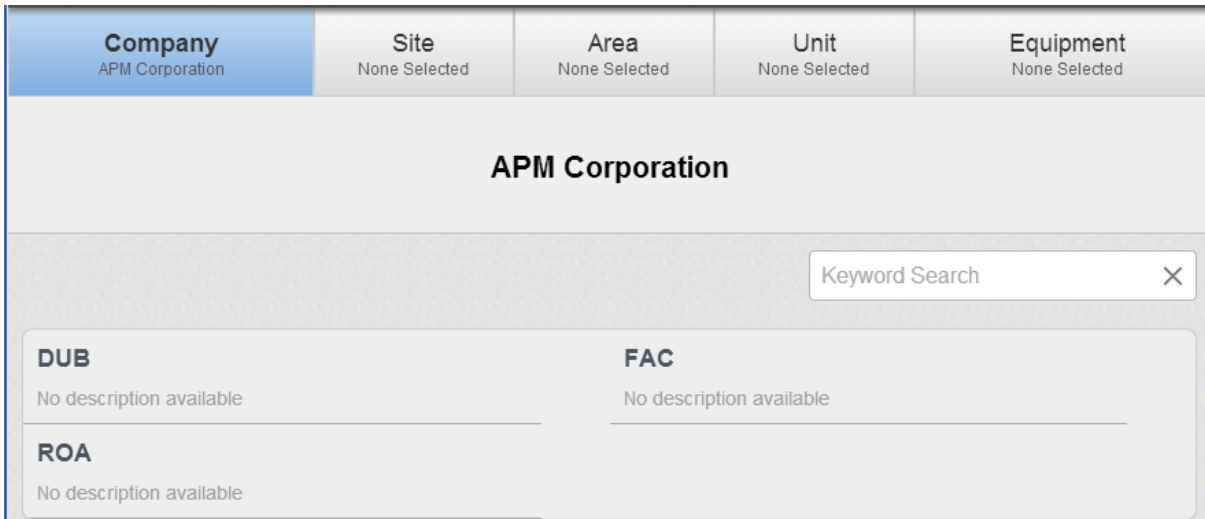 Company Site Area Unit Equipment
APM Corporation None Selected None Selected None Selected None Selected
APM Corporation
Keyword Search
DUB FAC
No description available No description available
ROA
No description available